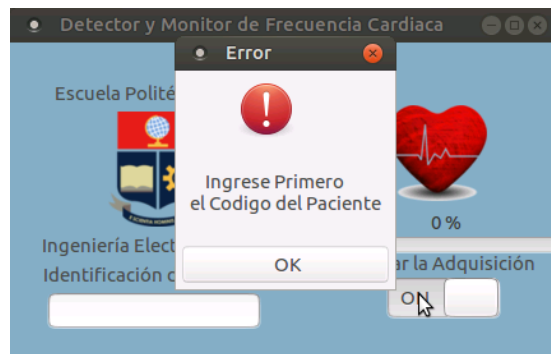 Detector y Monitor de Frecuencia Cardiaca
Error
Escuela Polité
Ingrese Primero
el Codigo del Paciente
0 %
Ingeniería Elect
ar la Adquisición
Identificación
OK
ON